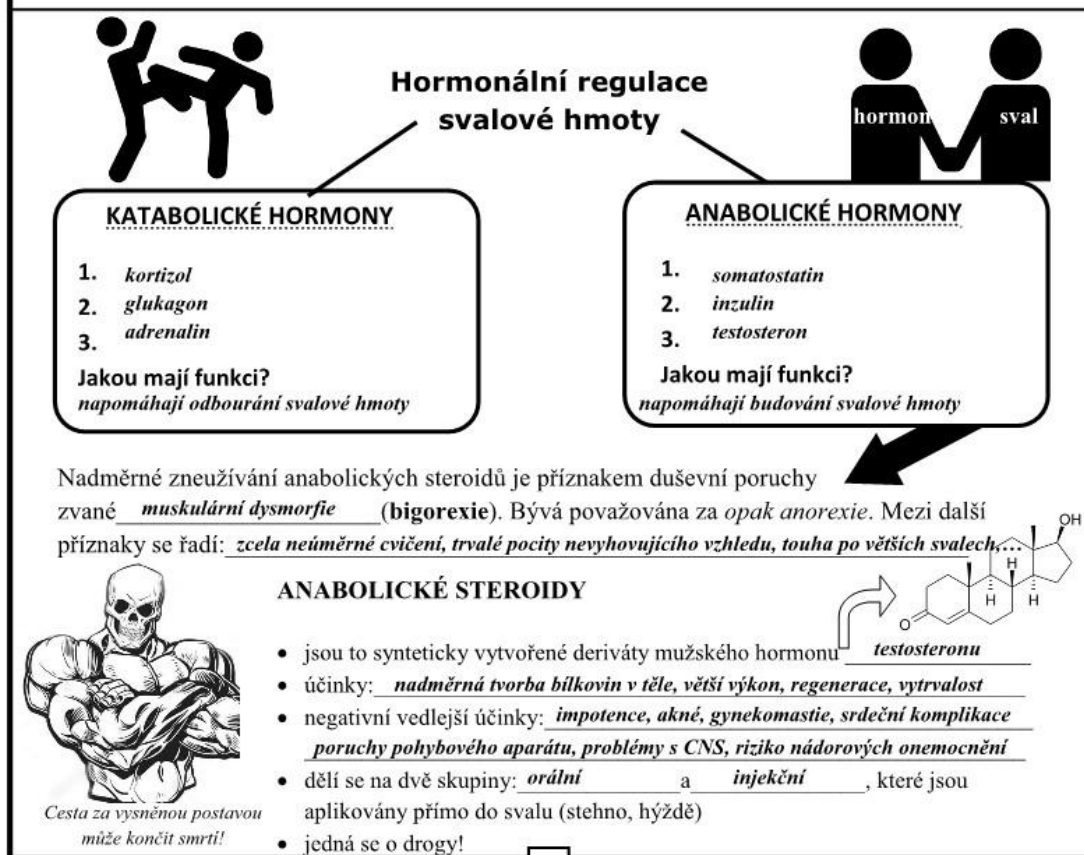 Hormonální regulace
svalové hmoty
hormon
sval
KATABOLICKÉ HORMONY
1. kortizol
2. glukagon
3. adrenalin
Jakou mají funkci?
napomáhají odbourání svalové hmoty
ANABOLICKÉ HORMONY
1. somatostatin
2. inzulin
3. testosteron
Jakou mají funkci?
napomáhají budování svalové hmoty
Nadměrné zneužívání anabolických steroidů je příznakem duševní poruchy
zvané muskulární dysmorfie (bigorexie). Bývá považována za opak anorexie. Mezi další
příznaky se řadí: zcela neúměrné cvičení, trvalé pocity nevyhovujícího vzhledu, touha po větších svalech,...
OH
H
H
H
O
ANABOLICKÉ STEROIDY
• jsou to synteticky vytvořené deriváty mužského hormonu testosteronu
• účinky: nadměrná tvorba bílkovin v těle, větší výkon, regenerace, vytrvalost
• negativní vedlejší účinky: impotence, akné, gynekomastie, srdeční komplikace
poruchy pohybového aparátu, problémy s CNS, riziko nádorových onemocnění
• dělí se na dvě skupiny: orální a injekční, které jsou
aplikovány přímo do svalu (stehno, hýždě)
• jedná se o drogy!
Cesta za vysněnou postavou
může končit smrtí!